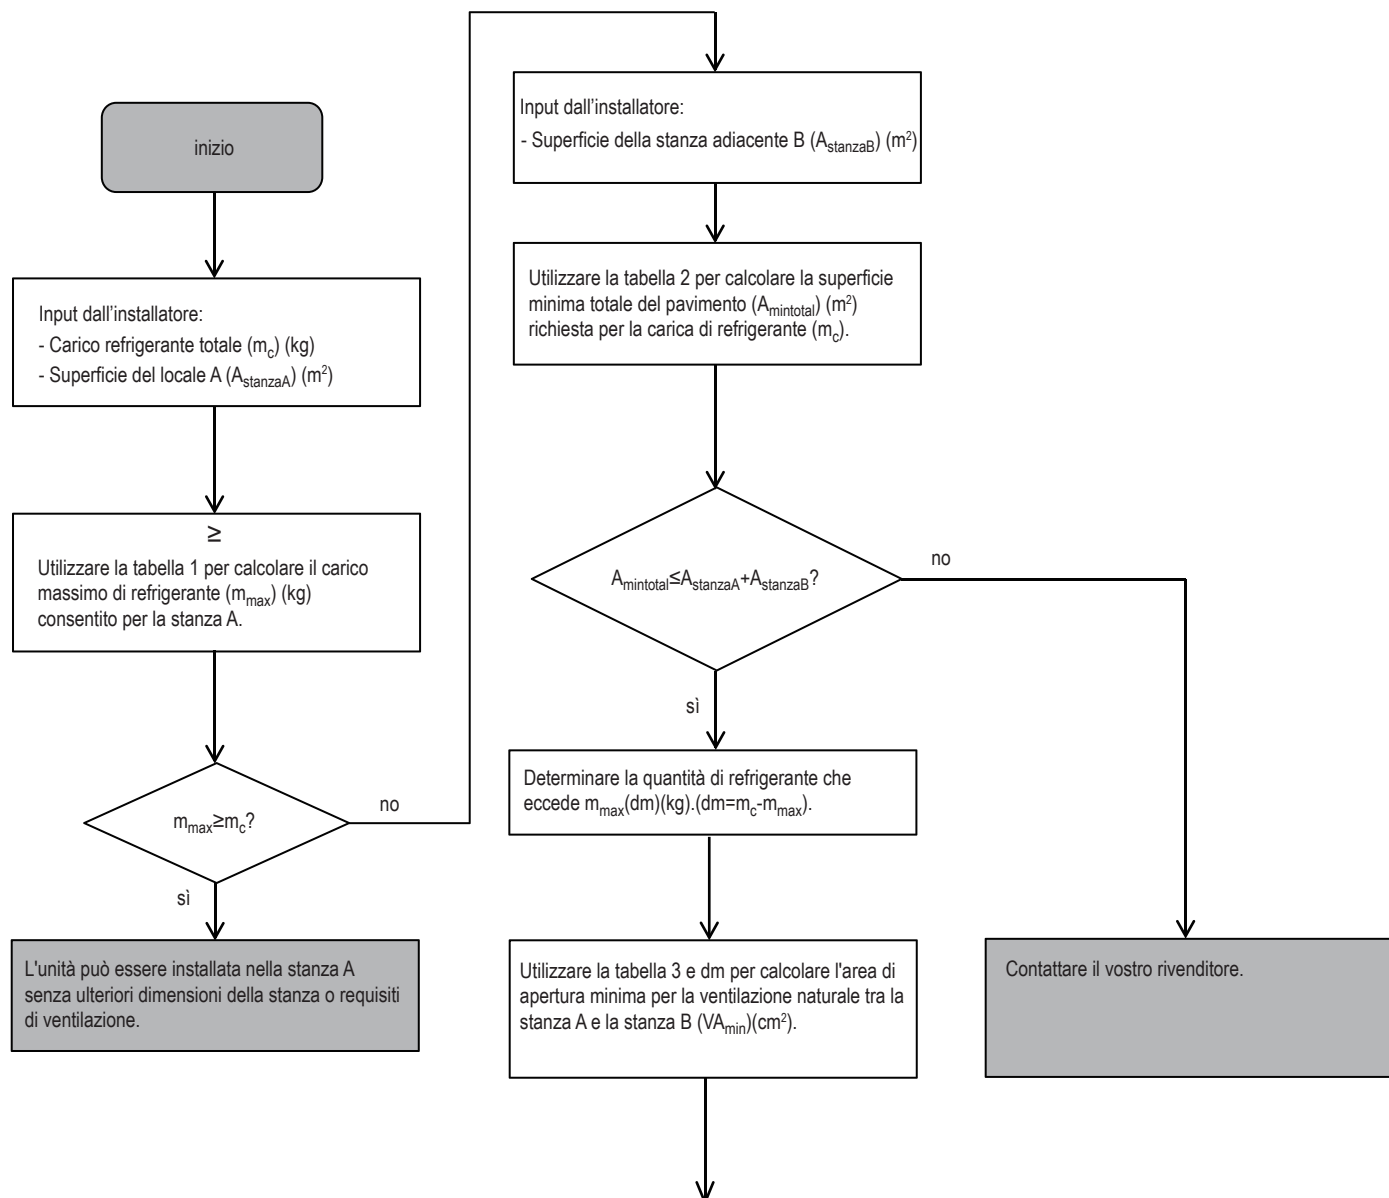 inizio
Input dall'installatore:
- Carico refrigerante totale (mc) (kg)
- Superficie del locale A (AstanzaA) (m²)
≥
Utilizzare la tabella 1 per calcolare il carico
massimo di refrigerante (mmax) (kg)
consentito per la stanza A.
mmax≥mc?
no
sì
L'unità può essere installata nella stanza A
senza ulteriori dimensioni della stanza o requisiti
di ventilazione.
Input dall'installatore:
- Superficie della stanza adiacente B (AstanzaB) (m²)
Utilizzare la tabella 2 per calcolare la superficie
minima totale del pavimento (Amintotal) (m²)
richiesta per la carica di refrigerante (mc).
Amintotal≤AstanzaA+AstanzaB?
no
sì
Determinare la quantità di refrigerante che
eccede mmax(dm)(kg).(dm=mc-mmax).
Utilizzare la tabella 3 e dm per calcolare l'area di
apertura minima per la ventilazione naturale tra la
stanza A e la stanza B (VAmin)(cm²).
Contattare il vostro rivenditore.